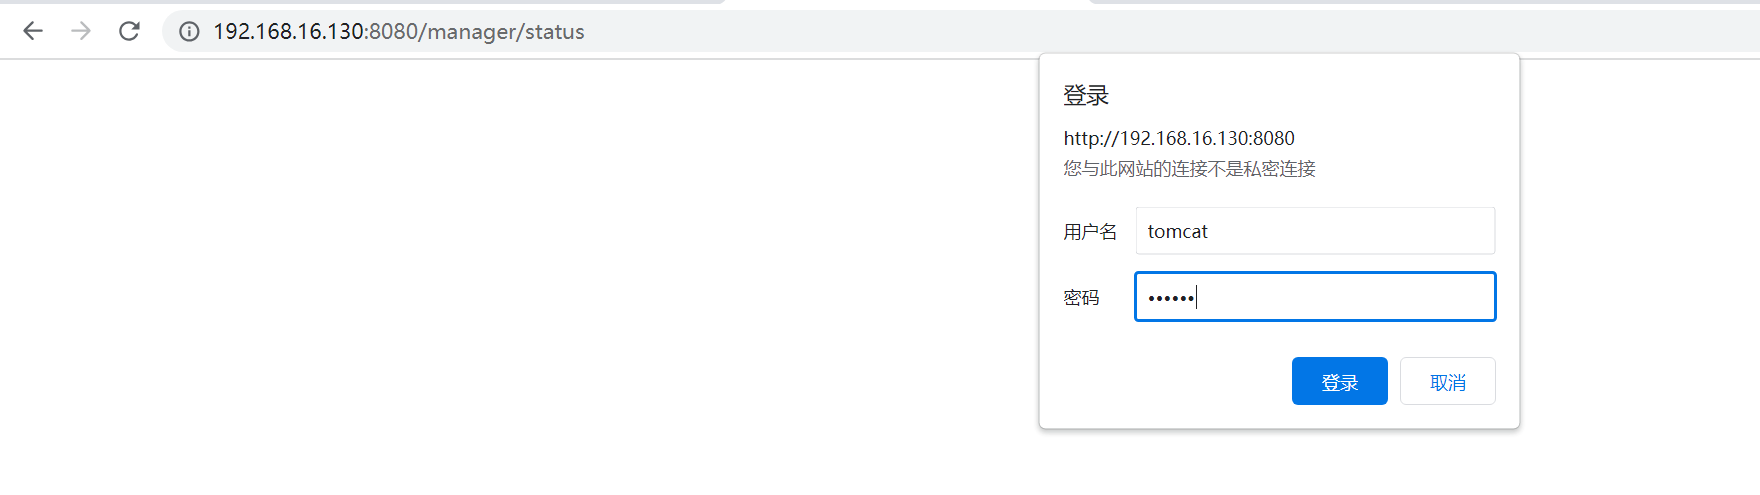 192.168.16.130:8080/manager/status
登录
http://192.168.16.130:8080
您与此网站的连接不是私密连接
用户名 tomcat
密码 ••••••
登录 取消